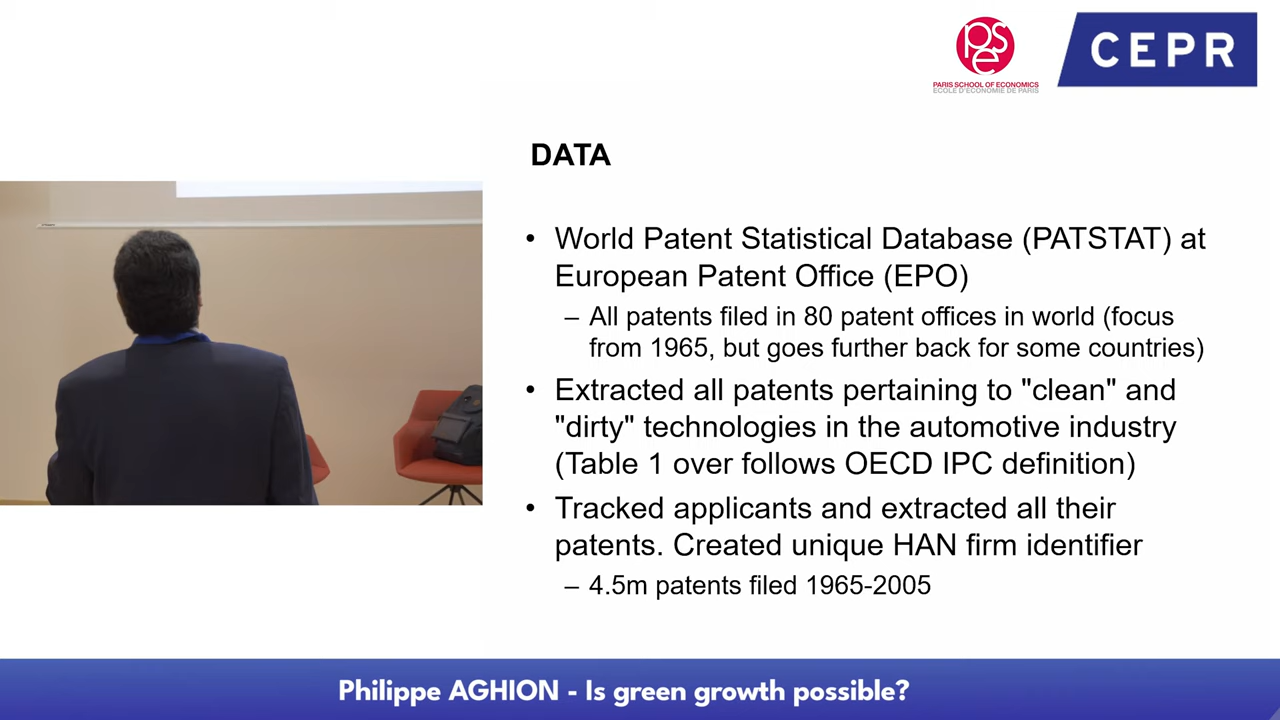 pse
PARIS SCHOOL OF ECONOMICS
ECOLE D'ECONOMIE DE PARIS
CEPR
DATA
• World Patent Statistical Database (PATSTAT) at
European Patent Office (EPO)
– All patents filed in 80 patent offices in world (focus
from 1965, but goes further back for some countries)
• Extracted all patents pertaining to "clean" and
"dirty" technologies in the automotive industry
(Table 1 over follows OECD IPC definition)
• Tracked applicants and extracted all their
patents. Created unique HAN firm identifier
– 4.5m patents filed 1965-2005
Philippe AGHION - Is green growth possible?